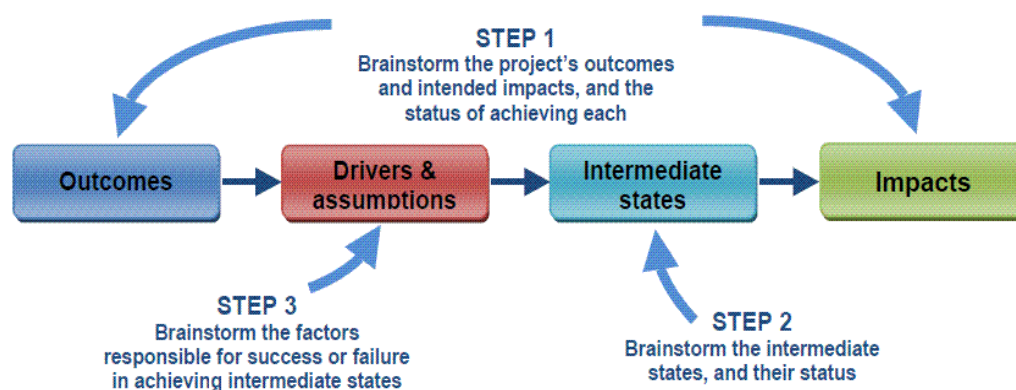 STEP 1
Brainstorm the project's outcomes
and intended impacts, and the
status of achieving each
Outcomes
Drivers &
assumptions
Intermediate
states
Impacts
STEP 3
Brainstorm the factors
responsible for success or failure
in achieving intermediate states
STEP 2
Brainstorm the intermediate
states, and their status